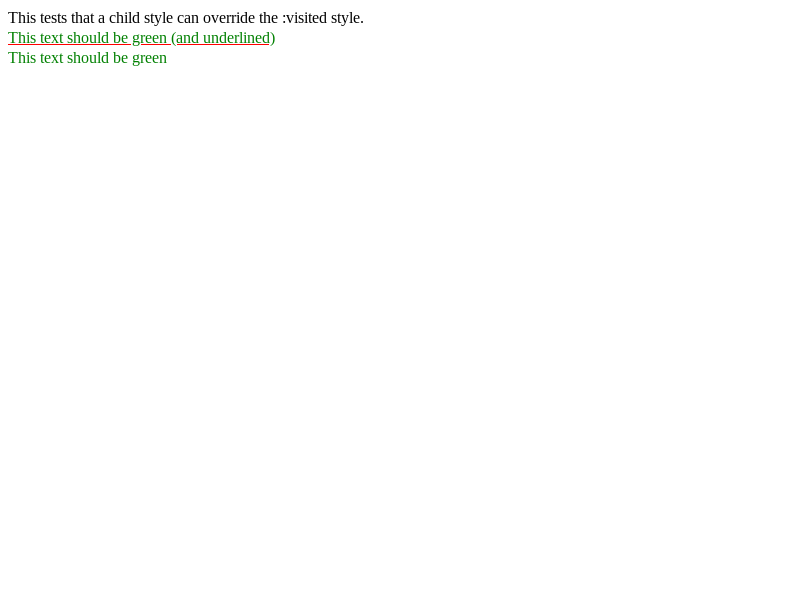 This tests that a child style can override the :visited style.
This text should be green (and underlined)
This text should be green